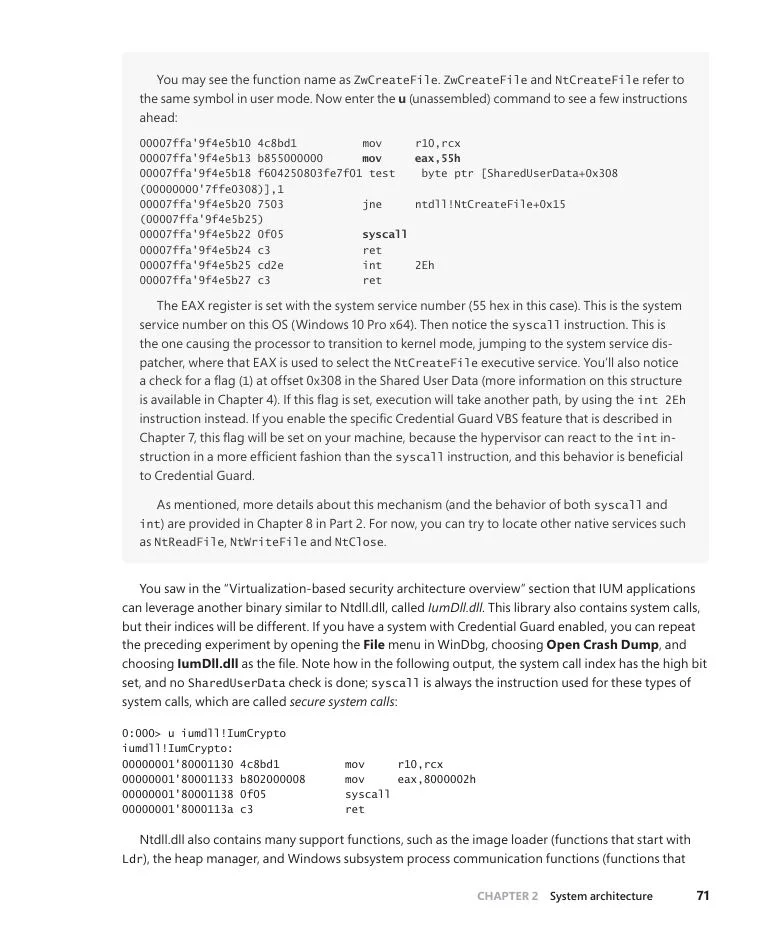 You may see the function name as ZwCreateFile. ZwCreateFile and NtCreateFile refer to
the same symbol in user mode. Now enter the u (unassembled) command to see a few instructions
ahead:
00007ffa'9f4e5b10 4c8bd1 mov r10,rcx
00007ffa'9f4e5b13 b855000000 mov eax,55h
00007ffa'9f4e5b18 f604250803fe7f01 test byte ptr [SharedUserData+0x308
(00000000'7ffe0308)],1
00007ffa'9f4e5b20 7503 jne ntdll!NtCreateFile+0x15
(00007ffa'9f4e5b25)
00007ffa'9f4e5b22 0f05 syscall
00007ffa'9f4e5b24 c3 ret
00007ffa'9f4e5b25 cd2e int 2Eh
00007ffa'9f4e5b27 c3 ret
The EAX register is set with the system service number (55 hex in this case). This is the system
service number on this OS (Windows 10 Pro x64). Then notice the syscall instruction. This is
the one causing the processor to transition to kernel mode, jumping to the system service dis-
patcher, where that EAX is used to select the NtCreateFile executive service. You'll also notice
a check for a flag (1) at offset 0x308 in the Shared User Data (more information on this structure
is available in Chapter 4). If this flag is set, execution will take another path, by using the int 2Eh
instruction instead. If you enable the specific Credential Guard VBS feature that is described in
Chapter 7, this flag will be set on your machine, because the hypervisor can react to the int in-
struction in a more efficient fashion than the syscall instruction, and this behavior is beneficial
to Credential Guard.
As mentioned, more details about this mechanism (and the behavior of both syscall and
int) are provided in Chapter 8 in Part 2. For now, you can try to locate other native services such
as NtReadFile, NtWriteFile and NtClose.
You saw in the "Virtualization-based security architecture overview" section that IUM applications
can leverage another binary similar to Ntdll.dll, called IumDll.dll. This library also contains system calls,
but their indices will be different. If you have a system with Credential Guard enabled, you can repeat
the preceding experiment by opening the File menu in WinDbg, choosing Open Crash Dump, and
choosing IumDll.dll as the file. Note how in the following output, the system call index has the high bit
set, and no SharedUserData check is done; syscall is always the instruction used for these types of
system calls, which are called secure system calls:
0:000> u iumdll!IumCrypto
iumdll!IumCrypto:
00000001'80001130 4c8bd1 mov r10,rcx
00000001'80001133 b802000008 mov eax,8000002h
00000001'80001138 0f05 syscall
00000001'8000113a c3 ret
Ntdll.dll also contains many support functions, such as the image loader (functions that start with
Ldr), the heap manager, and Windows subsystem process communication functions (functions that
CHAPTER 2 System architecture 71